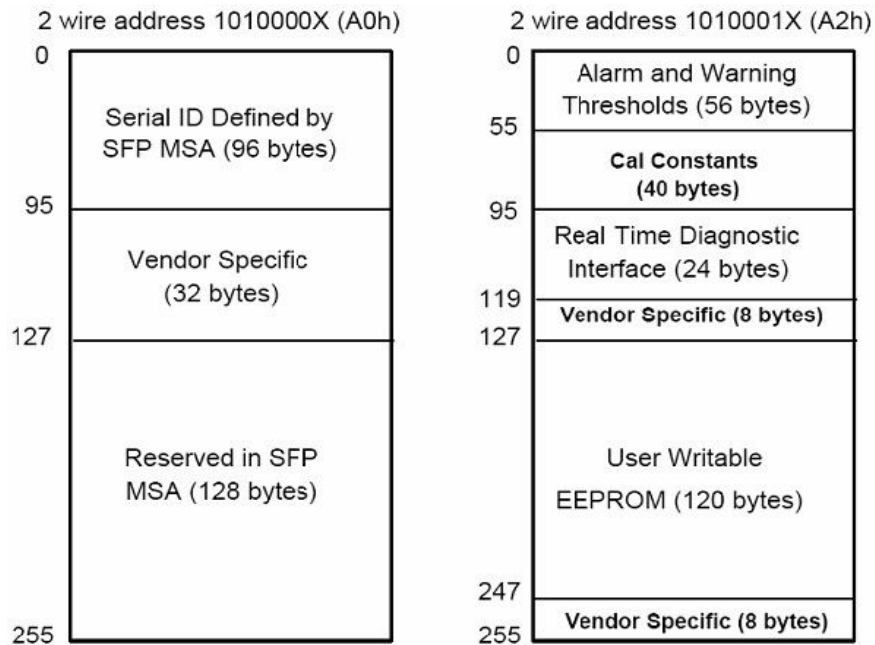 2 wire address 1010000X (A0h)
0
Serial ID Defined by
SFP MSA (96 bytes)
95
Vendor Specific
(32 bytes)
127
Reserved in SFP
MSA (128 bytes)
255
2 wire address 1010001X (A2h)
0
Alarm and Warning
Thresholds (56 bytes)
55
Cal Constants
(40 bytes)
95
Real Time Diagnostic
Interface (24 bytes)
119
Vendor Specific (8 bytes)
127
User Writable
EEPROM (120 bytes)
247
Vendor Specific (8 bytes)
255